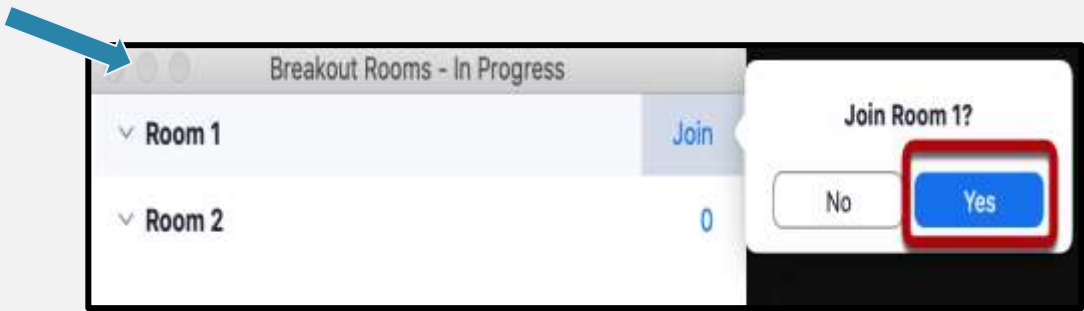 Breakout Rooms - In Progress
Room 1
Join
Join Room 1?
No
Yes
Room 2
0